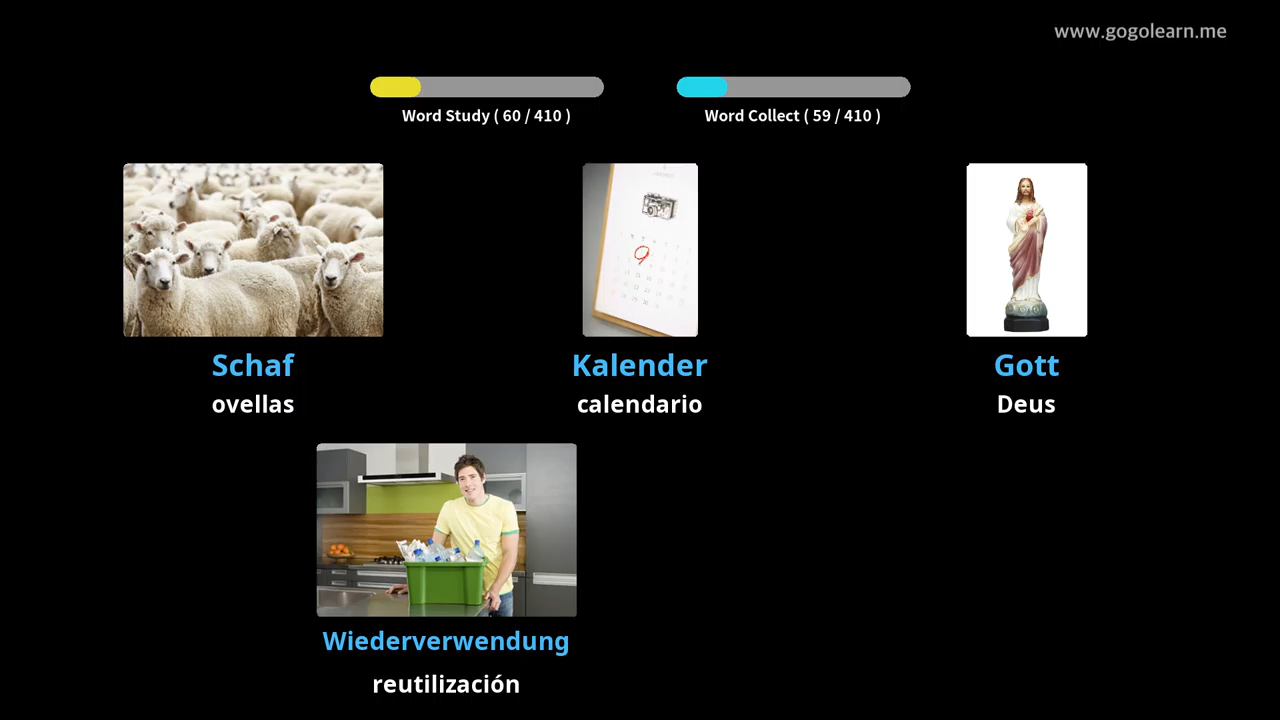 www.gogolearn.me
Word Study ( 60 / 410 )
Word Collect ( 59 / 410 )
Schaf
ovellas
Kalender
calendario
Gott
Deus
Wiederverwendung
reutilización